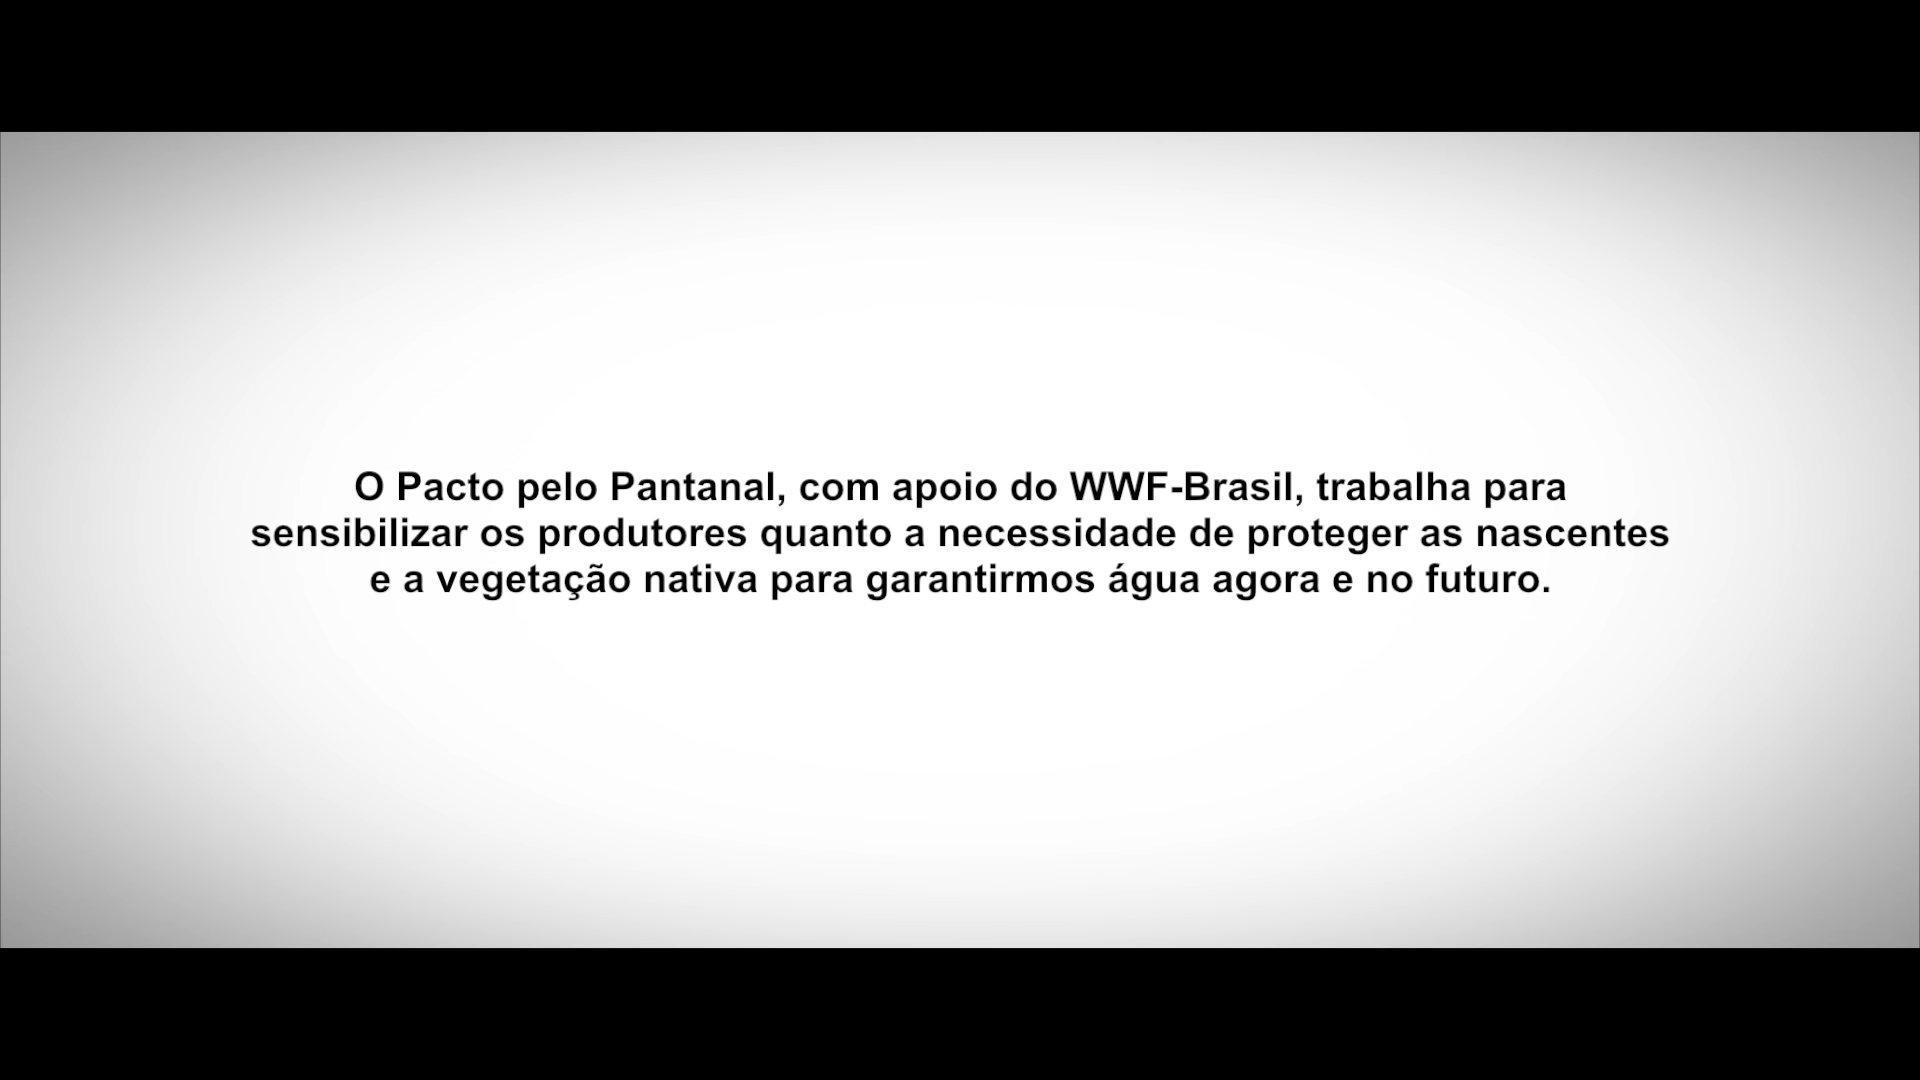 O Pacto pelo Pantanal, com apoio do WWF-Brasil, trabalha para
sensibilizar os produtores quanto a necessidade de proteger as nascentes
e a vegetação nativa para garantirmos água agora e no futuro.